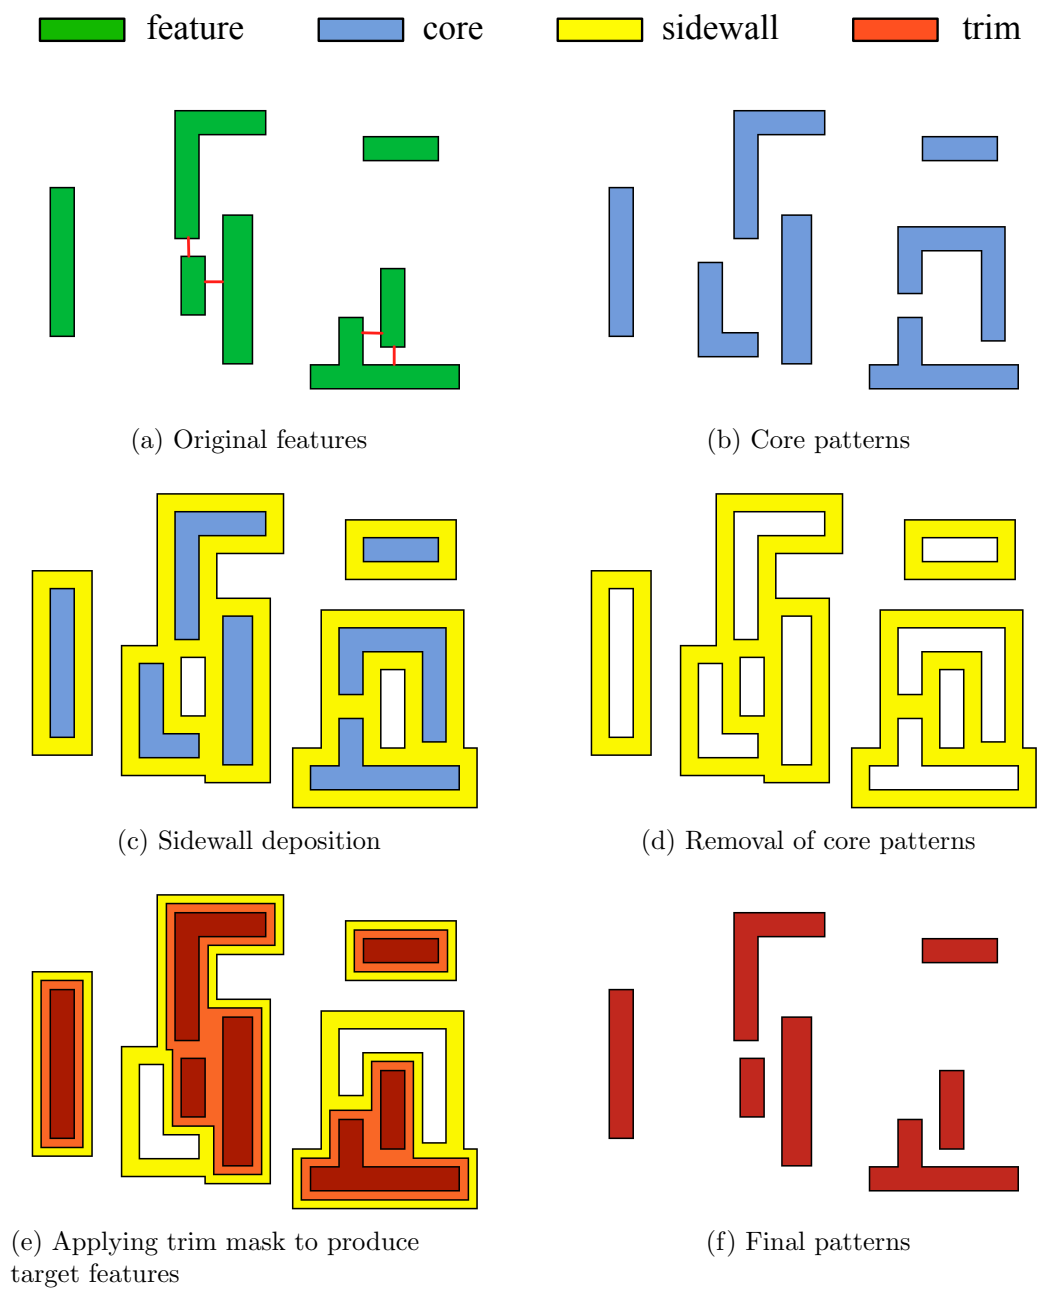 feature core sidewall trim
(a) Original features
(b) Core patterns
(c) Sidewall deposition
(d) Removal of core patterns
(e) Applying trim mask to produce
target features
(f) Final patterns